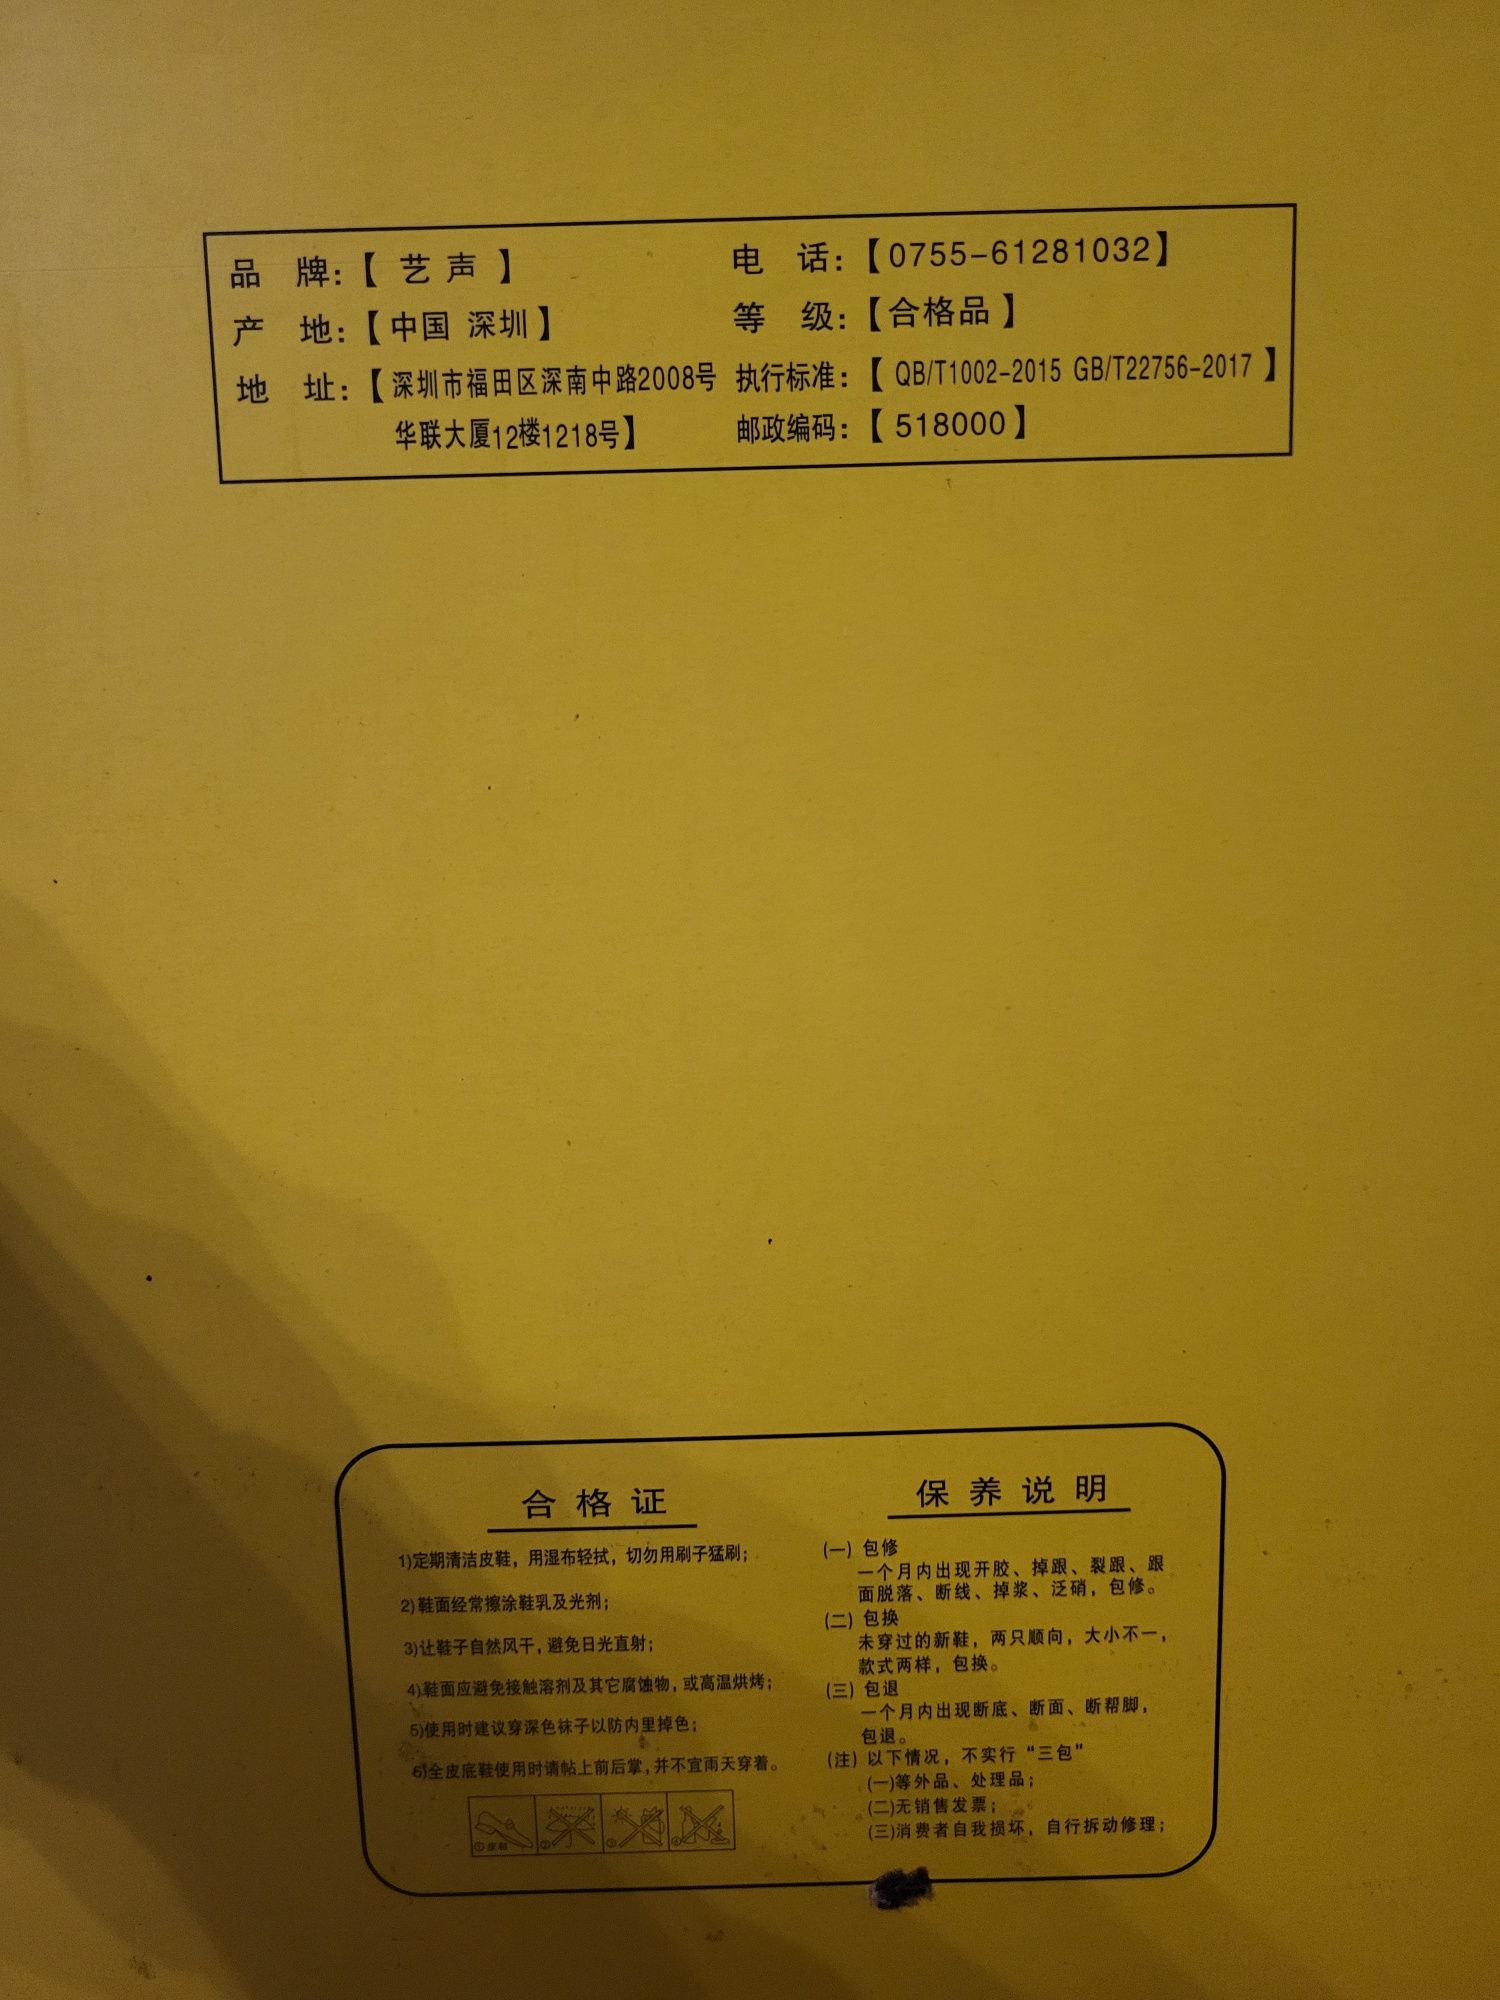 品 牌：【 艺声 】
产 地：【中国 深圳】
地 址：【深圳市福田区深南中路2008号
华联大厦12楼1218号】
电 话：【0755-61281032】
等 级：【合格品】
执行标准：【QB/T1002-2015 GB/T22756-2017】
邮政编码：【518000】
合格证
1)定期清洁皮鞋，用湿布轻拭，切勿用刷子猛刷；
2)鞋面经常擦涂鞋乳及光剂；
3)让鞋子自然风干，避免日光直射；
4)鞋面应避免接触溶剂及其它腐蚀物，或高温烘烤；
5)使用时建议穿深色袜子以防内里掉色；
6)全皮底鞋使用时请帖上前后掌，并不宜雨天穿着。
保养说明
(一) 包修
一个月内出现开胶、掉跟、裂跟、跟
面脱落、断线、掉浆、泛硝，包修。
(二) 包换
未穿过的新鞋，两只顺向，大小不一，
款式两样，包换。
(三) 包退
一个月内出现断底、断面、断帮脚，
包退。
(注) 以下情况，不实行“三包”
(一)等外品、处理品；
(二)无销售发票；
(三)消费者自我损坏，自行拆动修理；